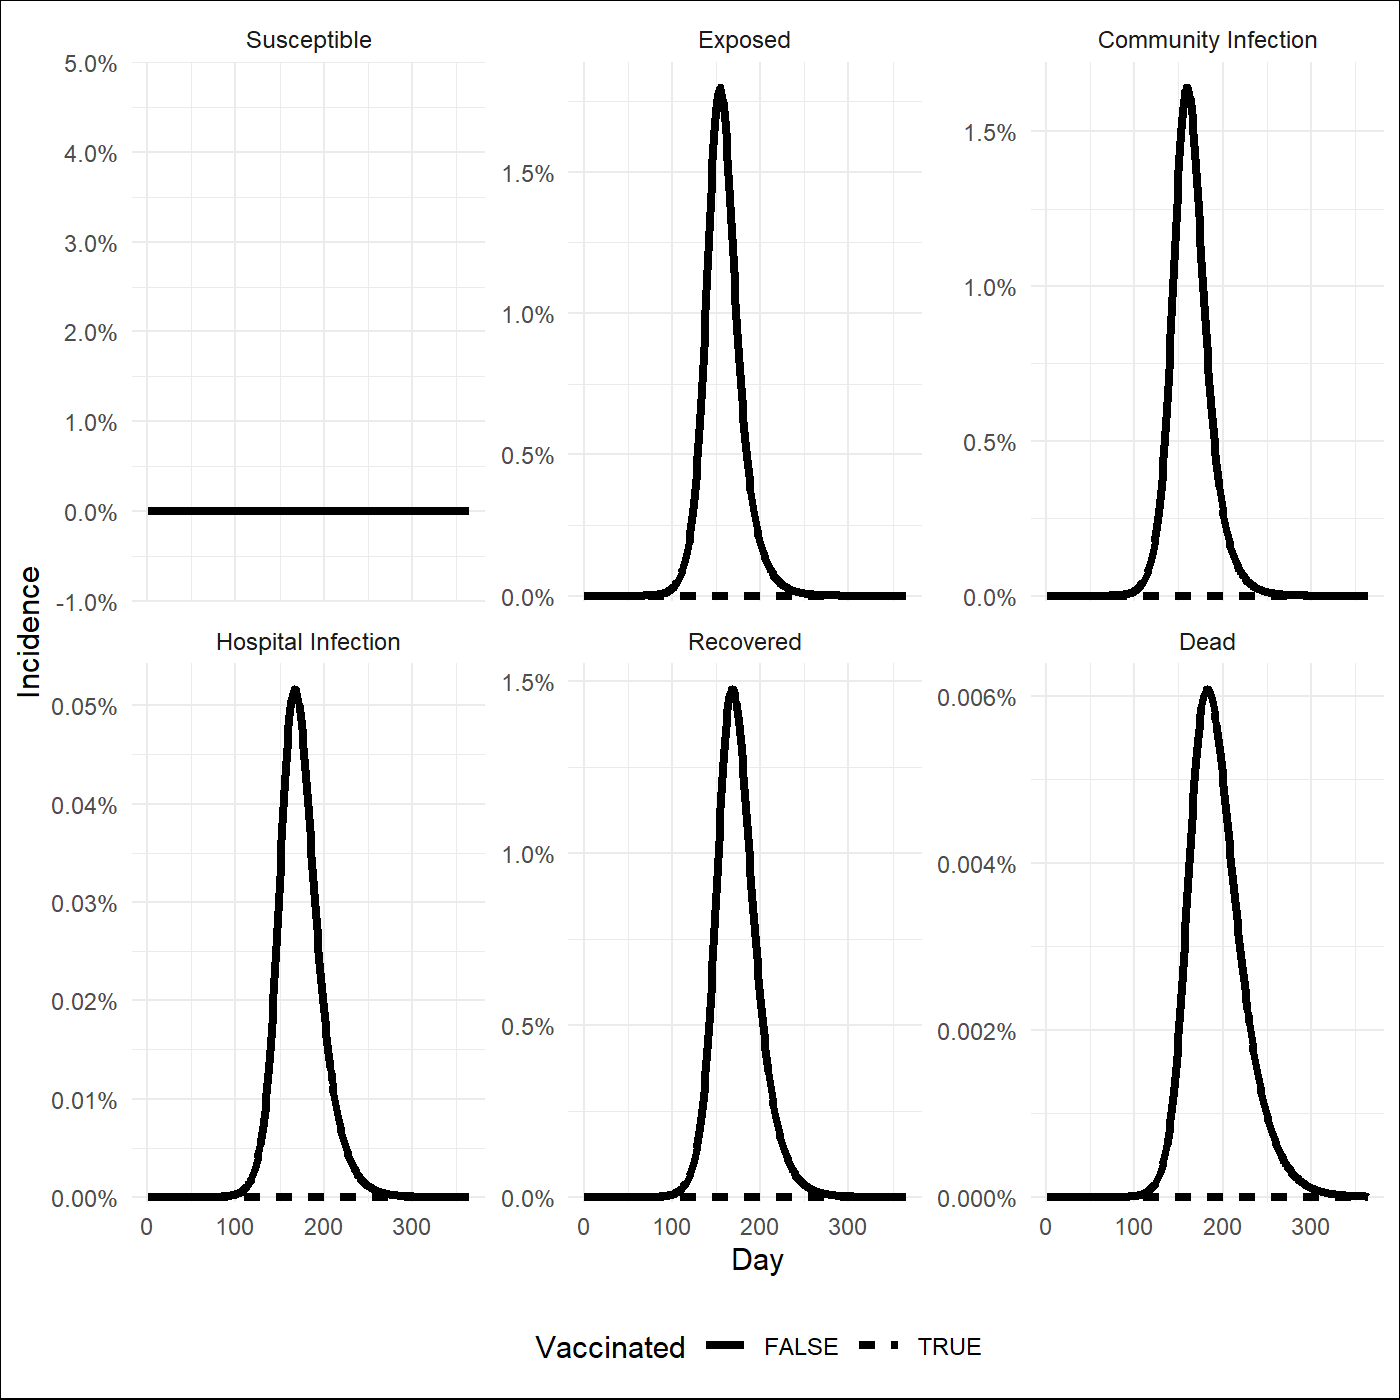 Susceptible
Exposed
Community Infection
5.0%
4.0%
3.0%
2.0%
1.0%
0.0%
-1.0%
1.5%
1.0%
0.5%
0.0%
1.5%
1.0%
0.5%
0.0%
Incidence
Hospital Infection
Recovered
Dead
0.05%
0.04%
0.03%
0.02%
0.01%
0.00%
1.5%
1.0%
0.5%
0.0%
0.006%
0.004%
0.002%
0.000%
0 100 200 300
0 100 200 300
0 100 200 300
Day
Vaccinated FALSE TRUE